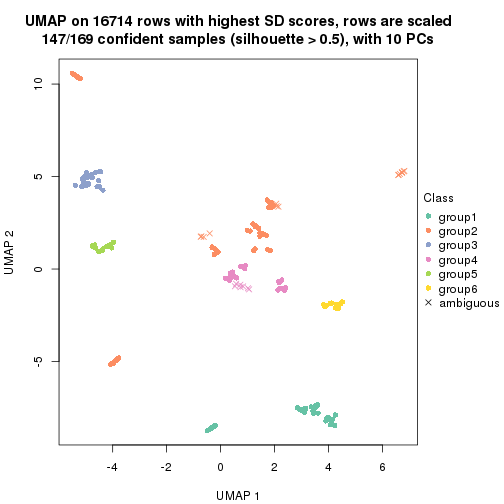 UMAP on 16714 rows with highest SD scores, rows are scaled
147/169 confident samples (silhouette > 0.5), with 10 PCs
10
5
0
-5
UMAP 2
-4
-2
0
2
4
6
UMAP 1
Class
group1
group2
group3
group4
group5
group6
ambiguous